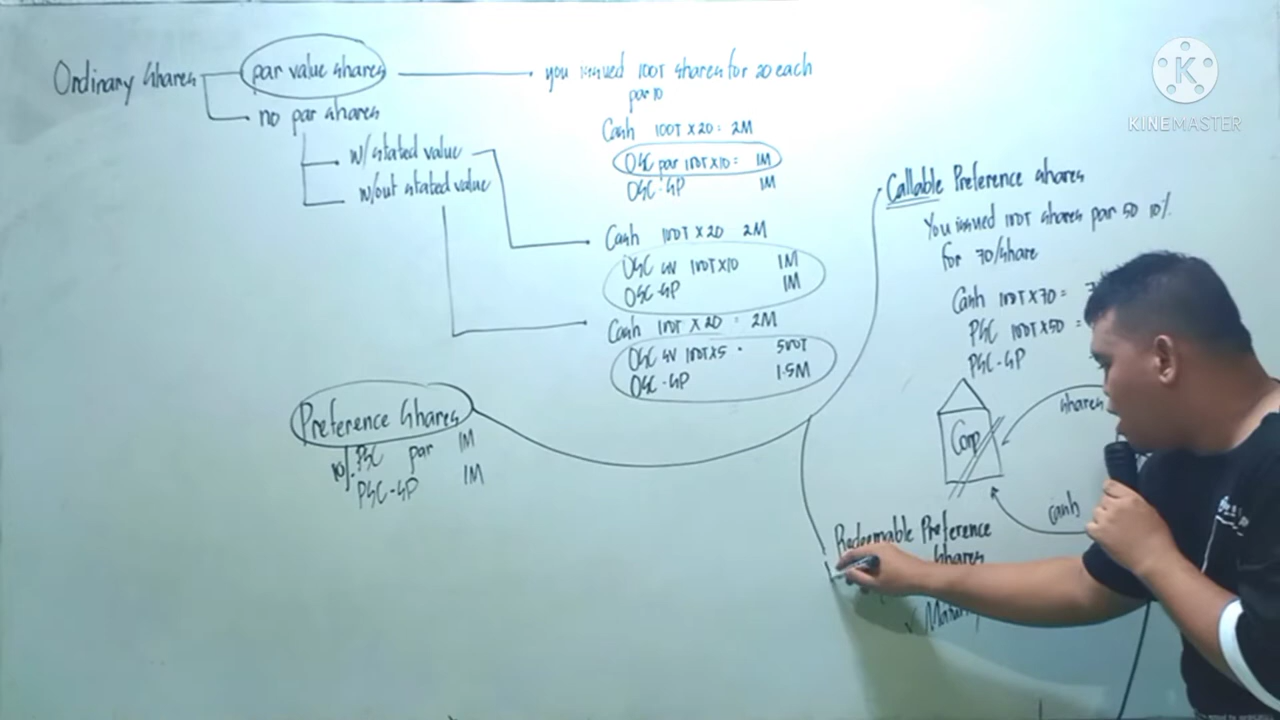 Ordinary Shares
par value shares
no par shares
w/ stated value
w/out stated value
you issued 100T shares for 20 each
par 10
Cash 100T X 20 = 2M
OSC par 100T X 10 = 1M
OSC-SP 1M
Cash 100T X 20 2M
OSC SV 100T X 10 1M
OSC-SP 1M
Cash 100T X 20 = 2M
OSC SV 100T X 5 · 500T
OSC-SP 1.5M
Preference Shares
10% PSC par 1M
PSC-SP 1M
Callable Preference shares
You issued 100T shares par 50 10%
for 70/share
Cash 100T X 70 =
PSC 100T X 50 =
PSC-SP
Corp
shares
cash
Redeemable Preference
Shares
KINEMASTER